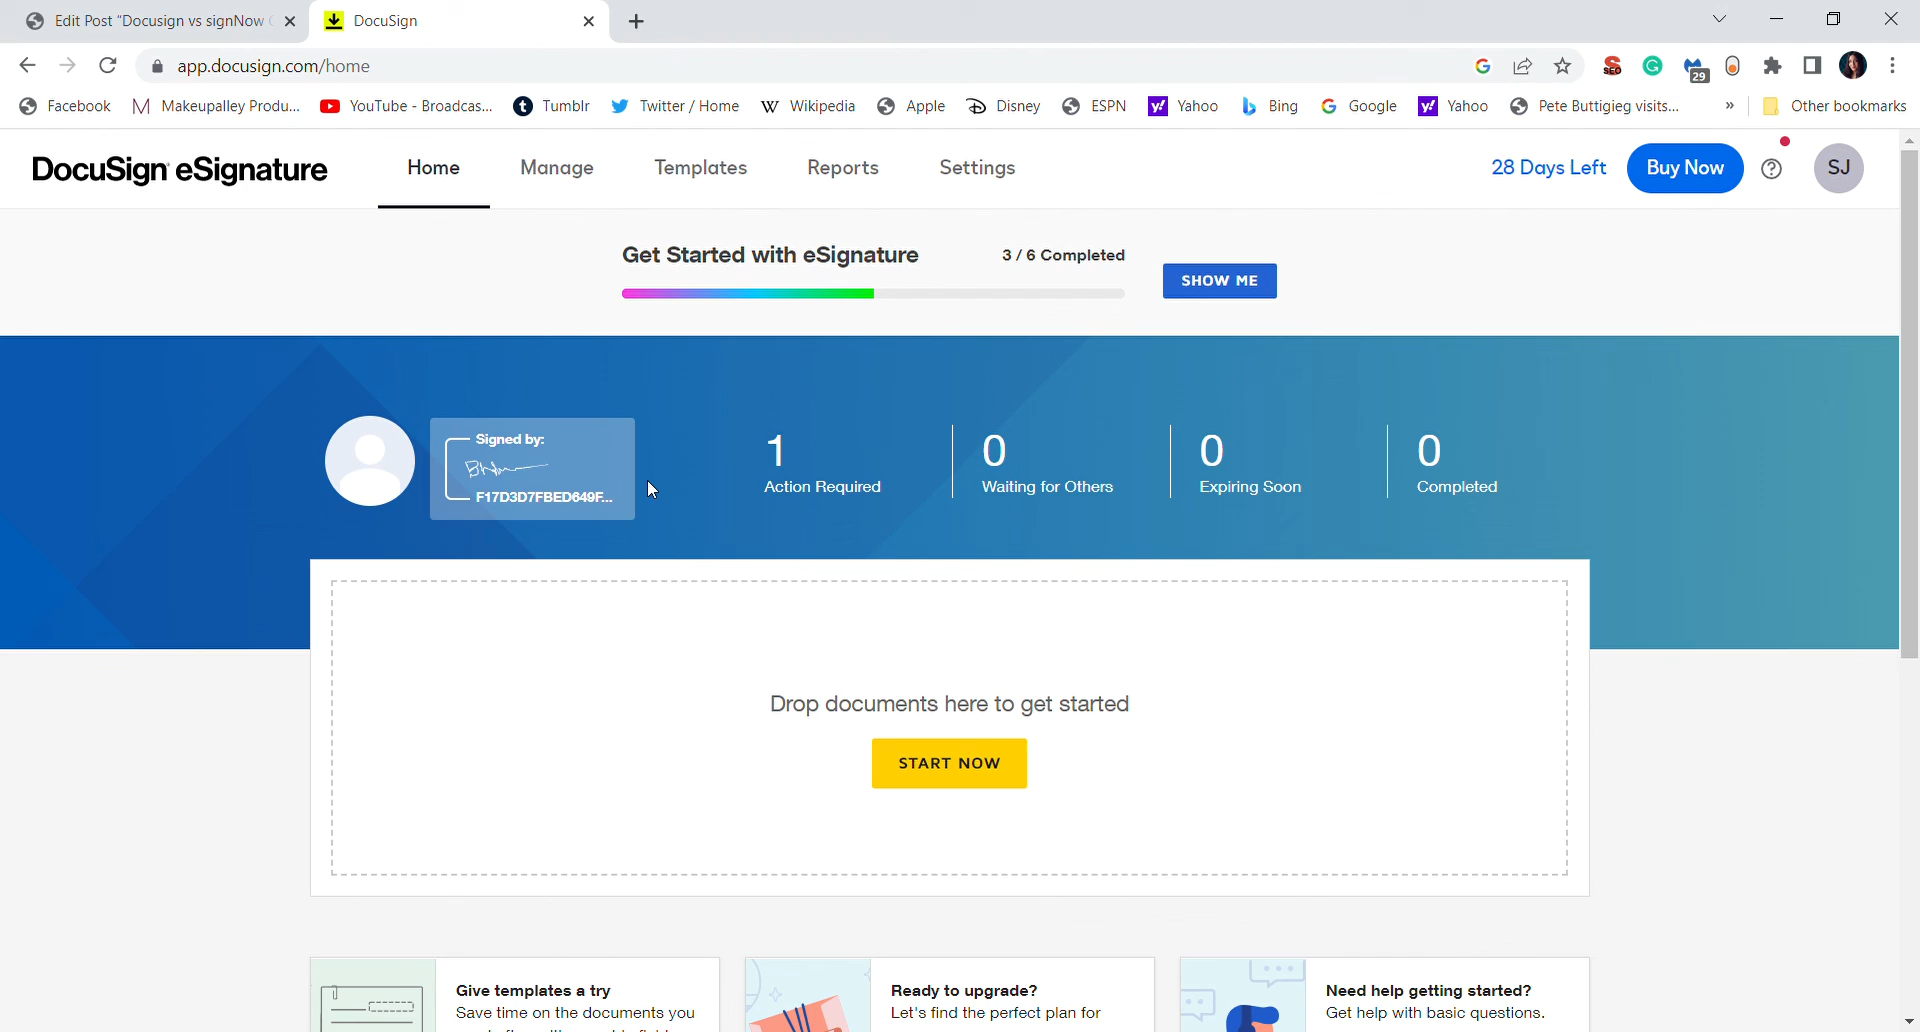 Edit Post "Docusign vs signNow
DocuSign
app.docusign.com/home
SEO
29
Facebook
Makeupalley Produ...
YouTube - Broadcas...
Tumblr
Twitter / Home
Wikipedia
Apple
Disney
ESPN
Yahoo
Bing
Google
Yahoo
Pete Buttigieg visits...
»
Other bookmarks
DocuSign eSignature
Home
Manage
Templates
Reports
Settings
28 Days Left
Buy Now
SJ
Get Started with eSignature
3 / 6 Completed
SHOW ME
Signed by:
F17D3D7FBED649F...
1
Action Required
0
Waiting for Others
0
Expiring Soon
0
Completed
Drop documents here to get started
START NOW
Give templates a try
Save time on the documents you
Ready to upgrade?
Let's find the perfect plan for
Need help getting started?
Get help with basic questions.